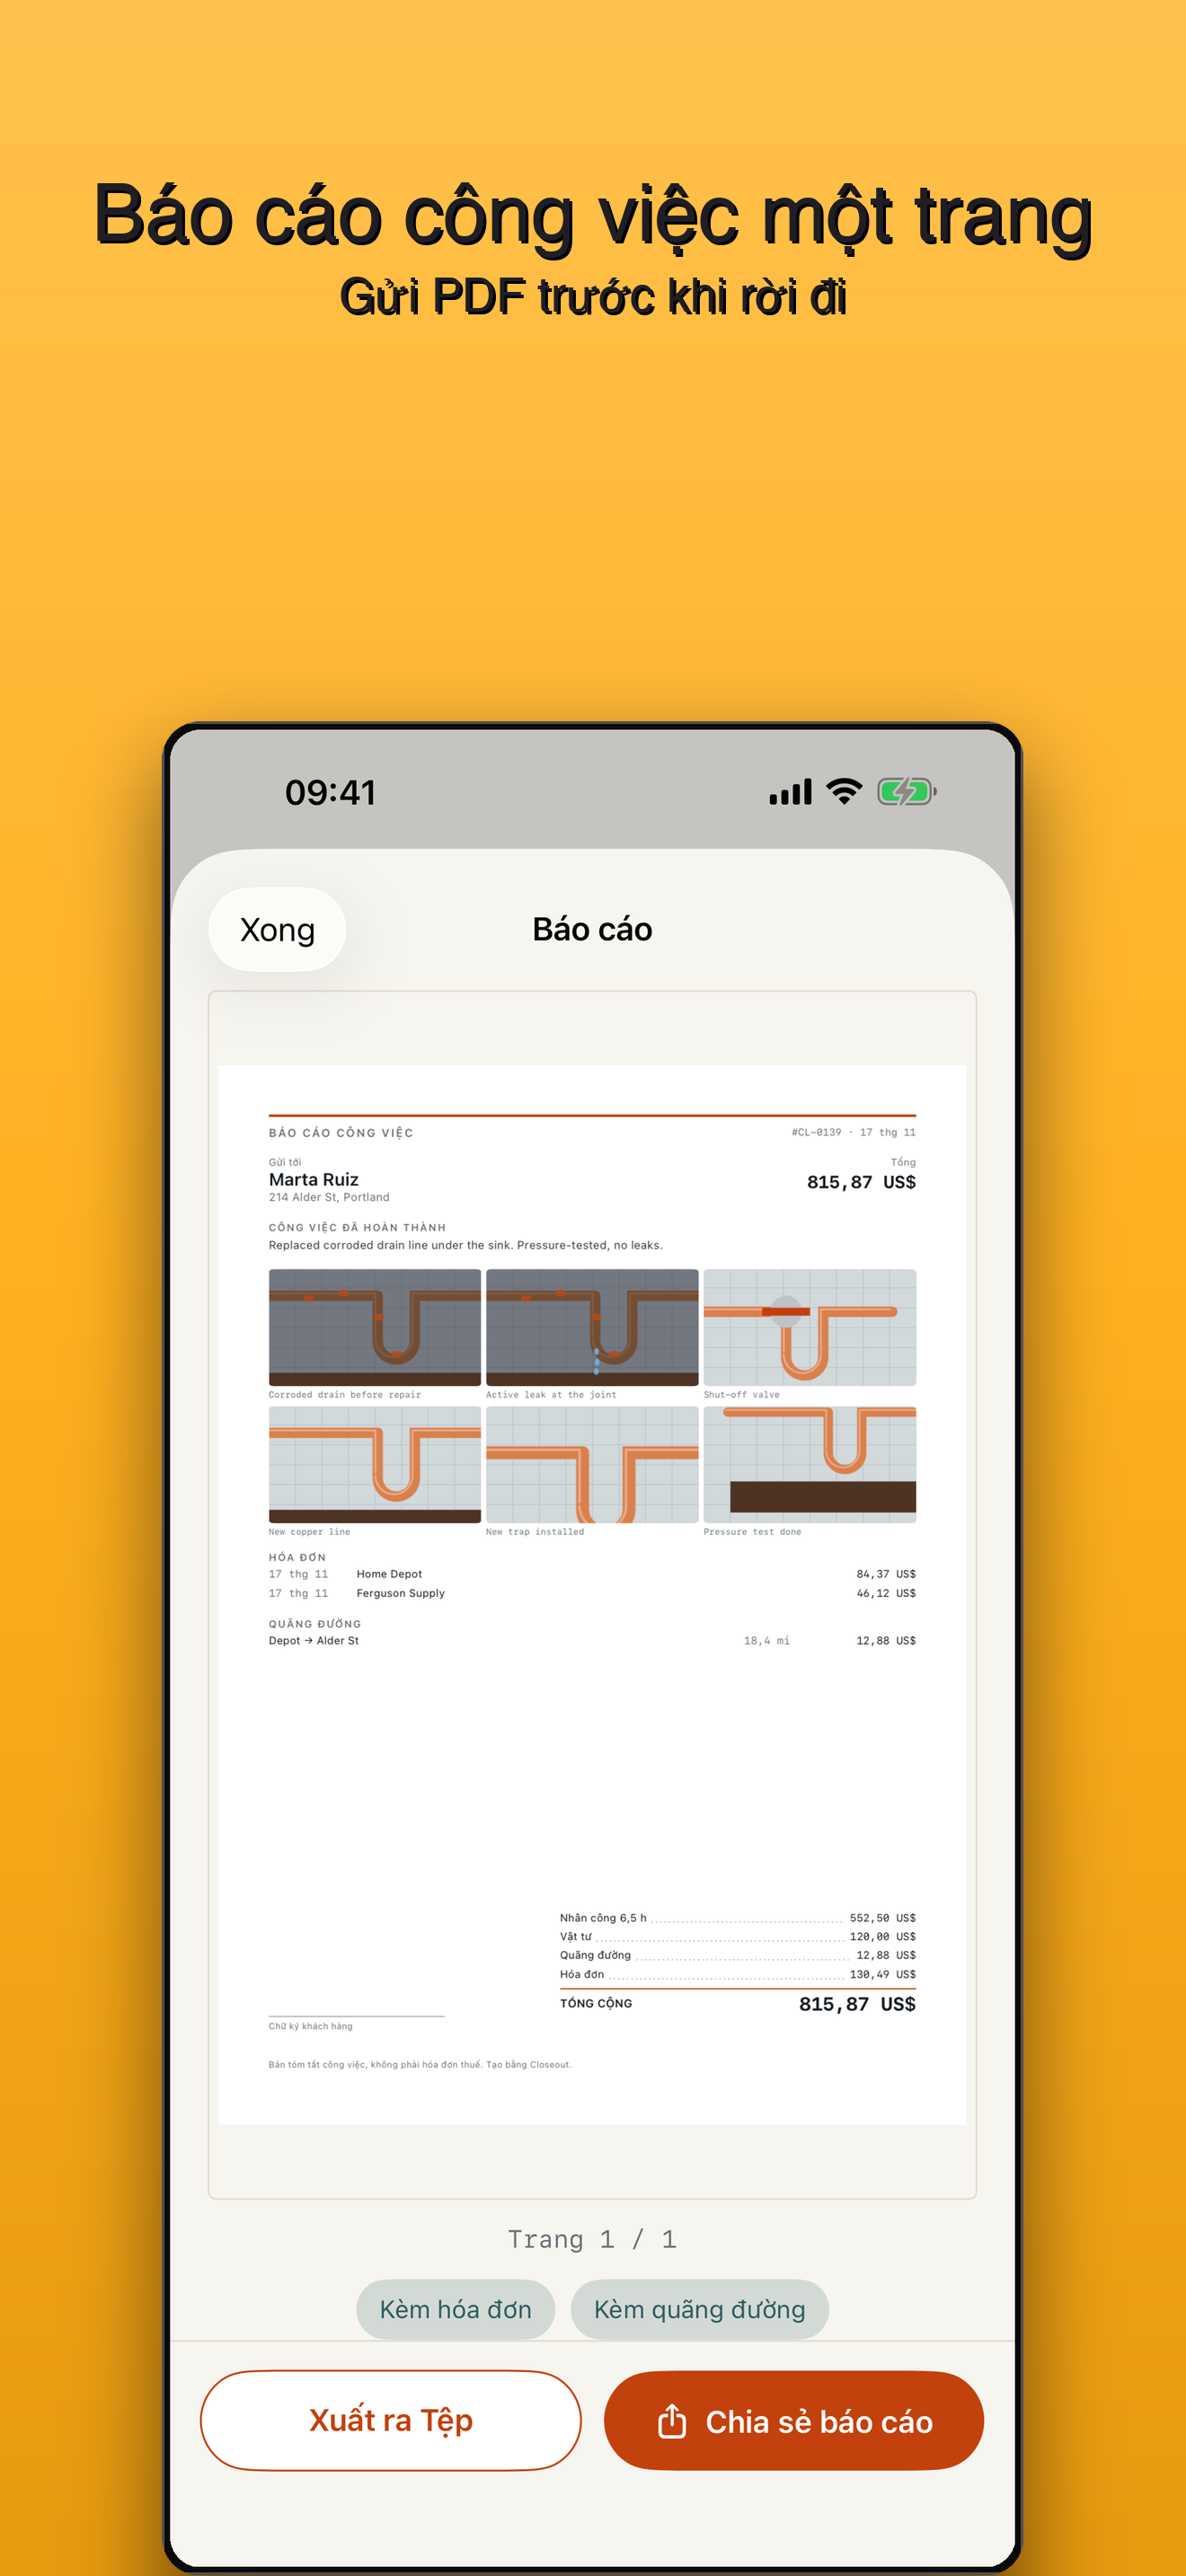 Báo cáo công việc một trang
Gửi PDF trước khi rời đi
09:41
Xong
Báo cáo
BÁO CÁO CÔNG VIỆC
#CL-0139 · 17 thg 11
Gửi tới
Tổng
Marta Ruiz
815,87 US$
214 Alder St, Portland
CÔNG VIỆC ĐÃ HOÀN THÀNH
Replaced corroded drain line under the sink. Pressure-tested, no leaks.
Corroded drain before repair
Active leak at the joint
Shut-off valve
New copper line
New trap installed
Pressure test done
HÓA ĐƠN
17 thg 11 Home Depot 84,37 US$
17 thg 11 Ferguson Supply 46,12 US$
QUÃNG ĐƯỜNG
Depot → Alder St 18,4 mi 12,88 US$
Nhân công 6,5 h 552,50 US$
Vật tư 120,00 US$
Quãng đường 12,88 US$
Hóa đơn 130,49 US$
TỔNG CỘNG 815,87 US$
Chữ ký khách hàng
Bản tóm tắt công việc, không phải hóa đơn thuế. Tạo bằng Closeout.
Trang 1 / 1
Kèm hóa đơn
Kèm quãng đường
Xuất ra Tệp
Chia sẻ báo cáo